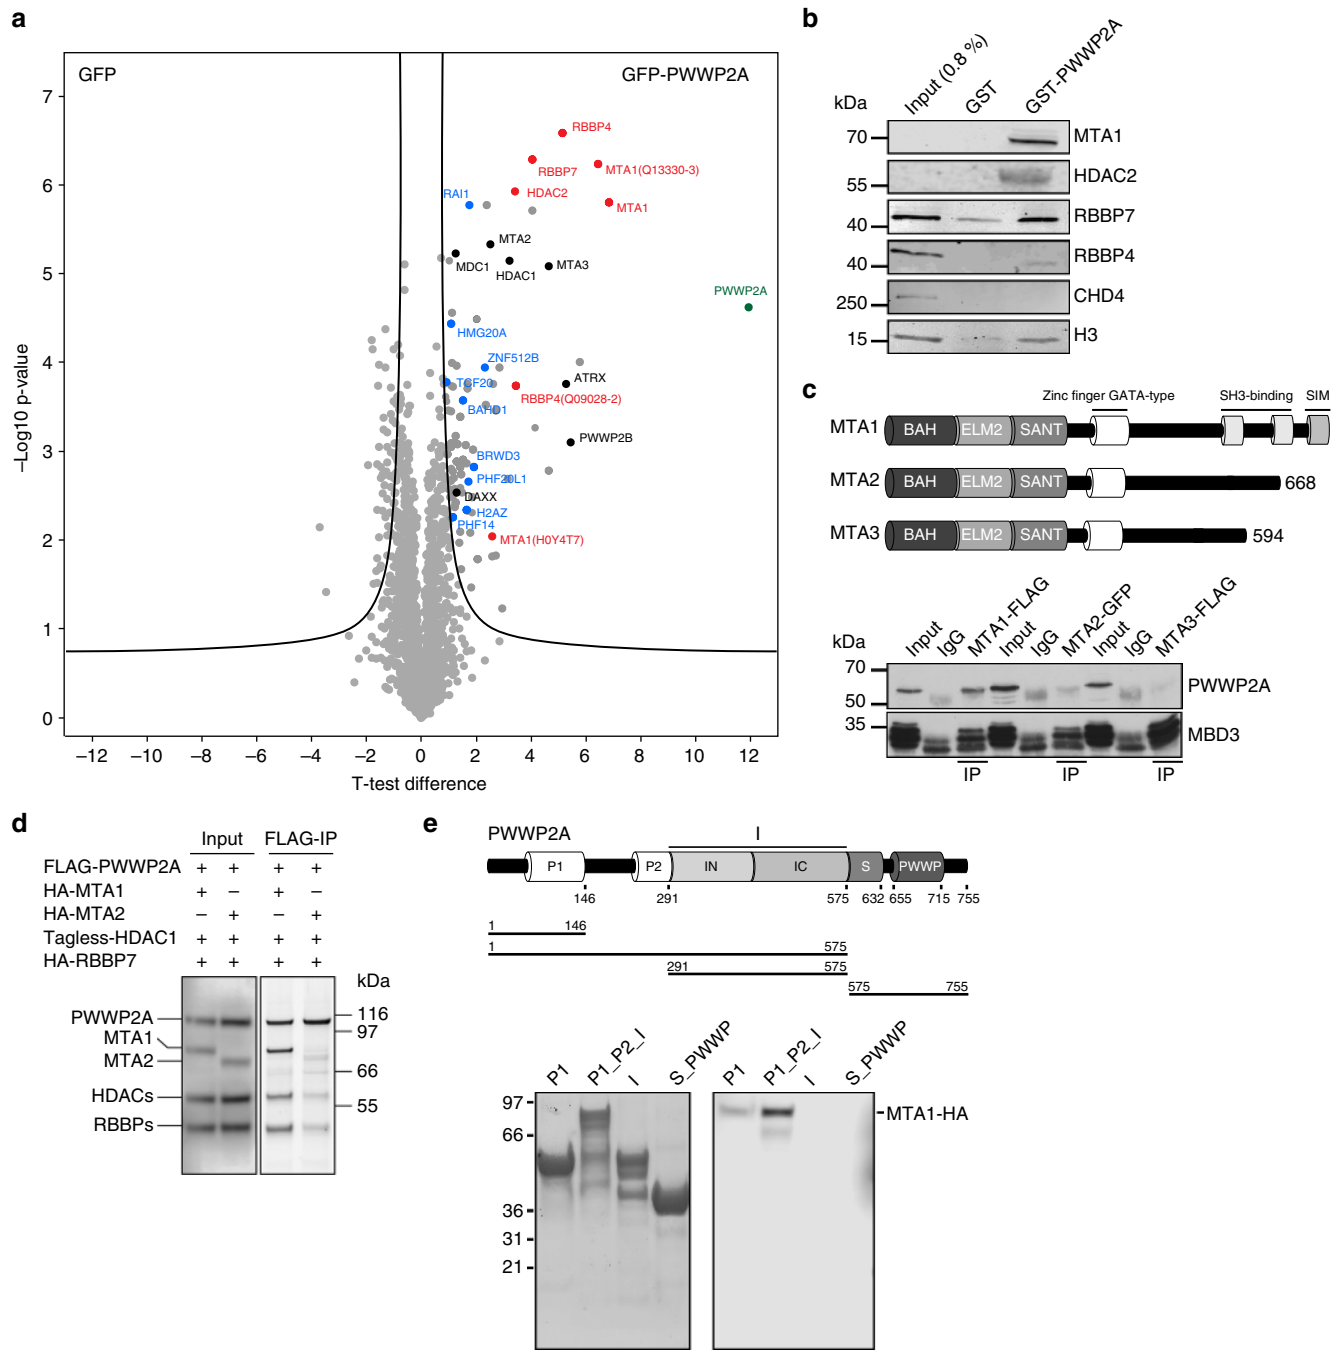 a
GFP
GFP-PWWP2A
7
6
5
4
3
2
1
0
–Log10 p-value
−12 −10 −8 −6 −4 −2 0 2 4 6 8 10 12
T-test difference
RBBP4
RBBP7
MTA1(Q13330-3)
HDAC2
MTA1
RAI1
MTA2
MDC1
HDAC1
MTA3
PWWP2A
HMG20A
ZNF512B
TCF20
ATRX
RBBP4(Q09028-2)
BAHD1
PWWP2B
BRWD3
PHF20L1
DAXX
H2AZ
PHF14
MTA1(H0Y4T7)
b
kDa
Input (0.8 %)
GST
GST-PWWP2A
70 MTA1
55 HDAC2
40 RBBP7
40 RBBP4
250 CHD4
15 H3
c
Zinc finger GATA-type SH3-binding SIM
MTA1 BAH ELM2 SANT
MTA2 BAH ELM2 SANT 668
MTA3 BAH ELM2 SANT 594
kDa
Input IgG MTA1-FLAG Input IgG MTA2-GFP Input IgG MTA3-FLAG
70
50
PWWP2A
35
MBD3
IP IP IP
d
Input FLAG-IP
FLAG-PWWP2A + + + +
HA-MTA1 + − + −
HA-MTA2 − + − +
Tagless-HDAC1 + + + +
HA-RBBP7 + + + +
kDa
PWWP2A
MTA1
MTA2
HDACs
RBBPs
116
97
66
55
e
PWWP2A I
P1 P2 IN IC S PWWP
146 291 575 632 655 715 755
1 146
1 575
291 575
575 755
P1 P1_P2_I I S_PWWP
P1 P1_P2_I I S_PWWP
97
66
36
31
21
MTA1-HA